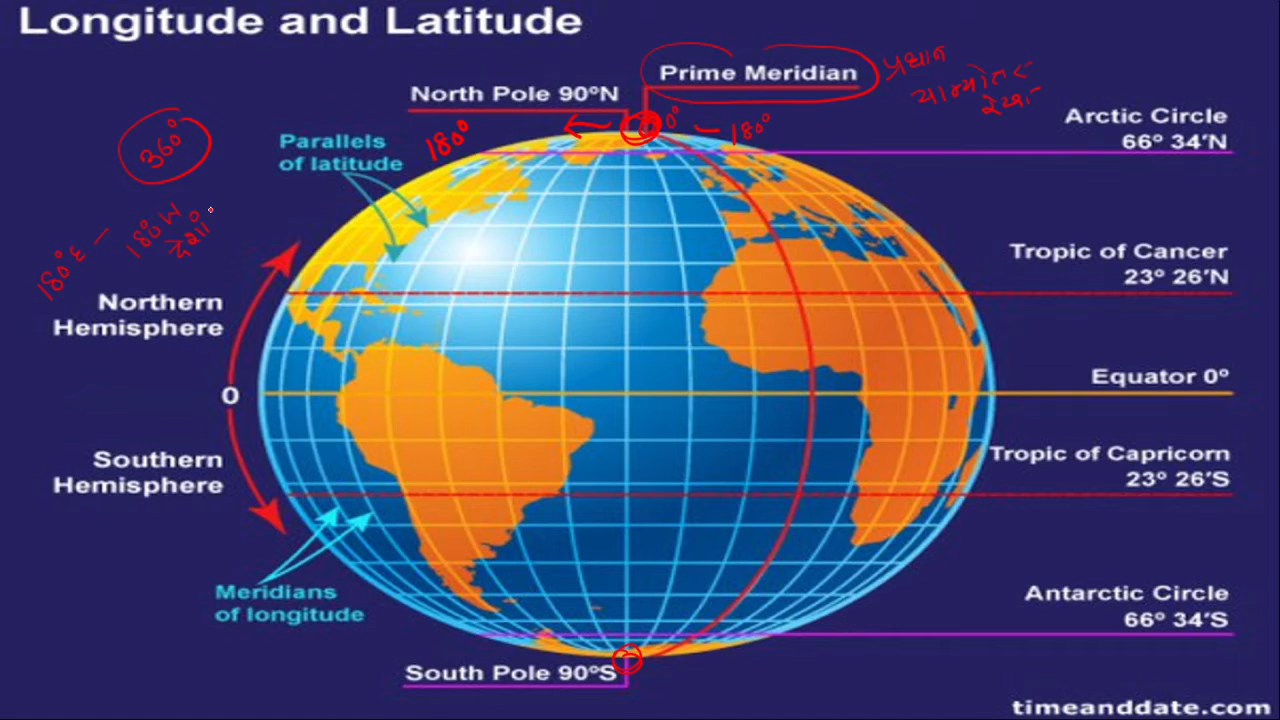 Longitude and Latitude
Prime Meridian
प्रधान
याम्योत्तर
रेखा
North Pole 90°N
Arctic Circle
66° 34'N
Parallels
of latitude
180°
0° – 180°
360°
180°E – 180°W
देशां
Tropic of Cancer
23° 26'N
Northern
Hemisphere
Equator 0°
0
Southern
Hemisphere
Tropic of Capricorn
23° 26'S
Meridians
of longitude
Antarctic Circle
66° 34'S
South Pole 90°S
timeanddate.com